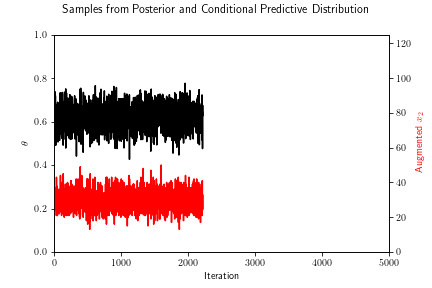 Samples from Posterior and Conditional Predictive Distribution
1.0
0.8
0.6
0.4
0.2
0.0
θ
120
100
80
60
40
20
0
Augmented x₂
0 1000 2000 3000 4000 5000
Iteration